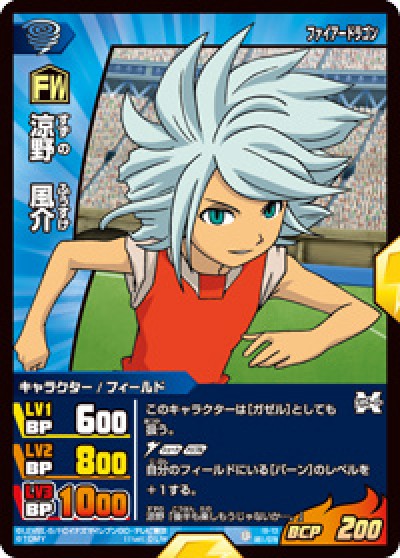 ファイアードラゴン
FW
涼野 風介
すずの ふうすけ
キャラクター / フィールド
LV1
BP 600
LV2
BP 800
LV3
BP 1000
このキャラクターは[ガゼル]としても
扱う。
自分のフィールドにいる[バーン]のレベルを
+1する。
涼野
©TOMY
BCP 200